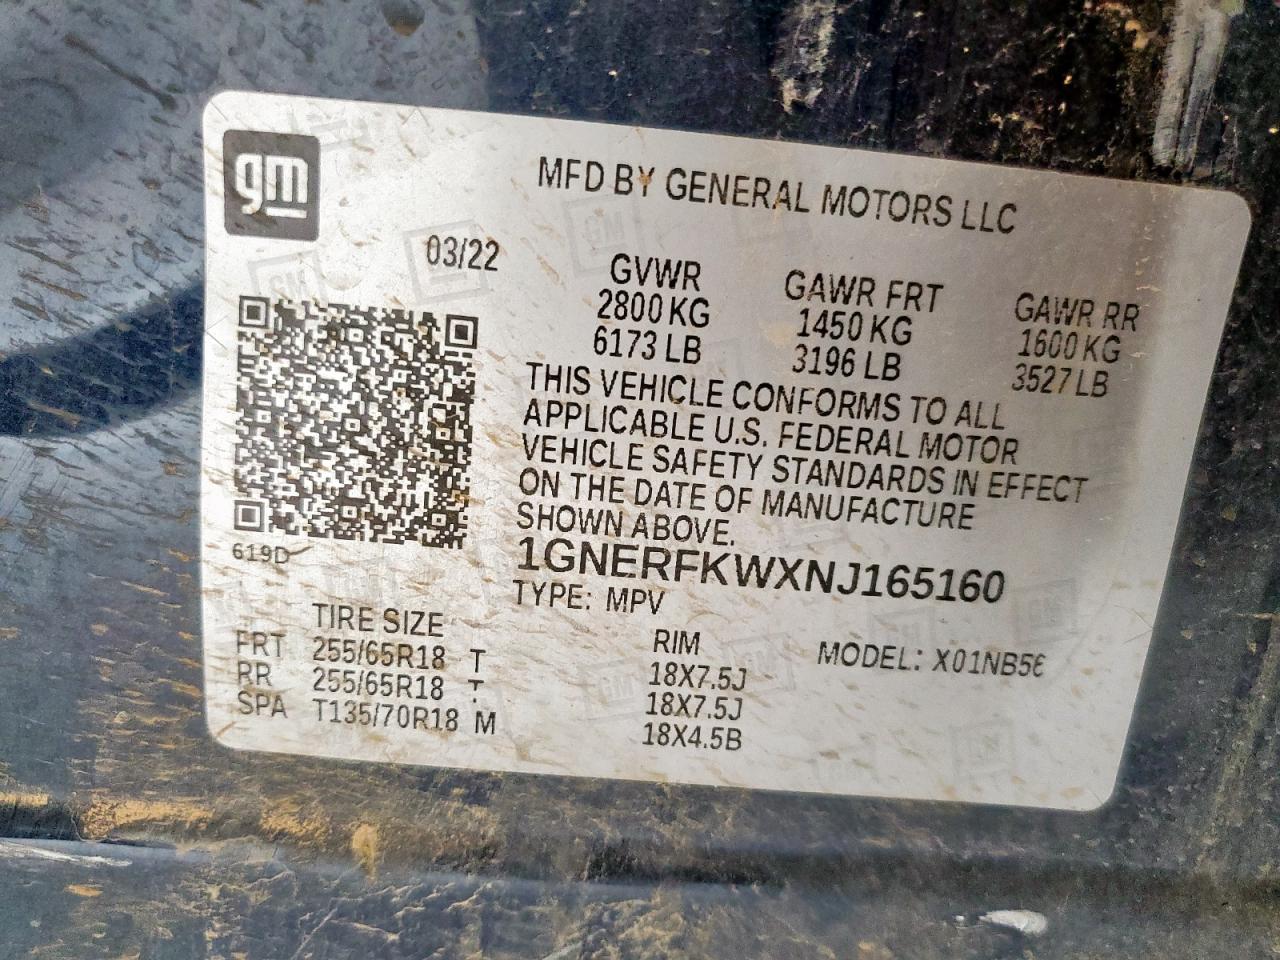 gm
MFD BY GENERAL MOTORS LLC
03/22
GVWR GAWR FRT GAWR RR
2800 KG 1450 KG 1600 KG
6173 LB 3196 LB 3527 LB
THIS VEHICLE CONFORMS TO ALL
APPLICABLE U.S. FEDERAL MOTOR
VEHICLE SAFETY STANDARDS IN EFFECT
ON THE DATE OF MANUFACTURE
SHOWN ABOVE.
619D
1GNERFKWXNJ165160
TYPE: MPV
TIRE SIZE RIM MODEL: X01NB56
FRT 255/65R18 T 18X7.5J
RR 255/65R18 T 18X7.5J
SPA T135/70R18 M 18X4.5B